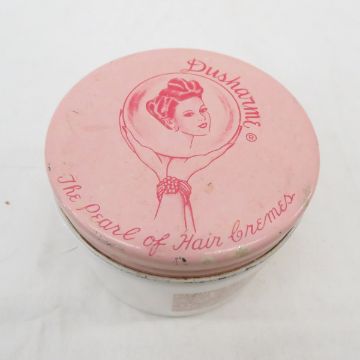 Dusharme ©
The Pearl of Hair Cremes